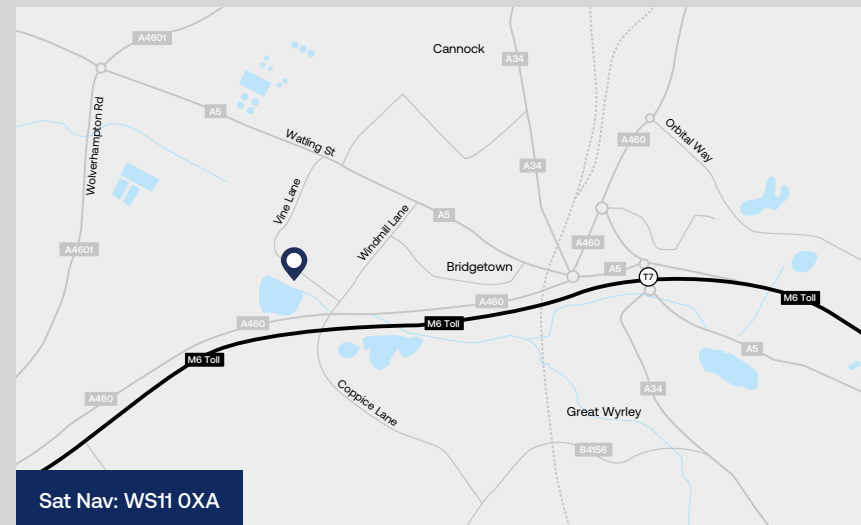 A4601
Cannock
A34
A5
Wolverhampton Rd
Watling St
A460
Orbital Way
A34
Vine Lane
Windmill Lane
A5
A4601
A460
Bridgetown
A5
T7
A460
M6 Toll
A460
M6 Toll
M6 Toll
A5
A460
Coppice Lane
A34
Great Wyrley
B4156
Sat Nav: WS11 0XA